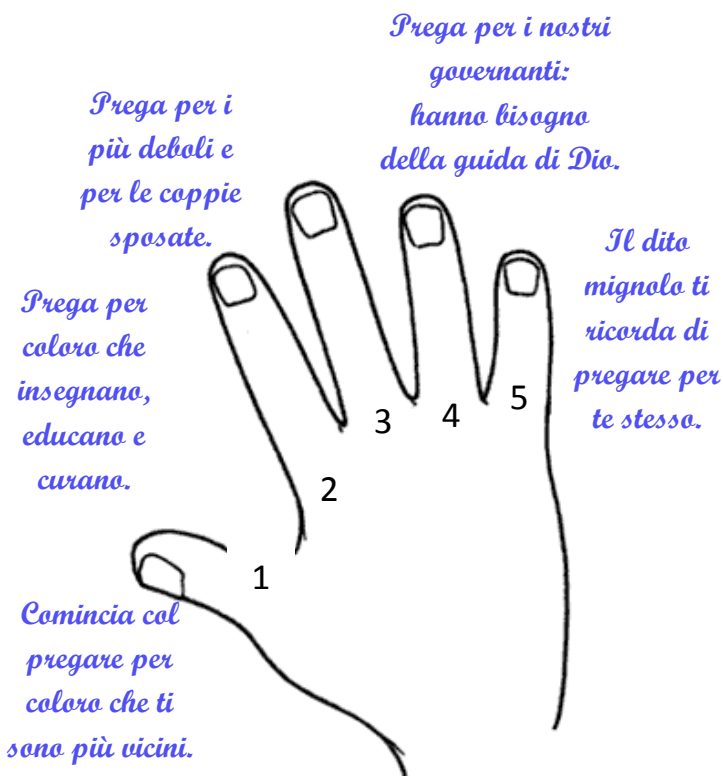 Prega per i nostri
governanti:
hanno bisogno
della guida di Dio.
Prega per i
più deboli e
per le coppie
sposate.
Il dito
mignolo ti
ricorda di
pregare per
te stesso.
Prega per
coloro che
insegnano,
educano e
curano.
3
4
5
2
1
Comincia col
pregare per
coloro che ti
sono più vicini.